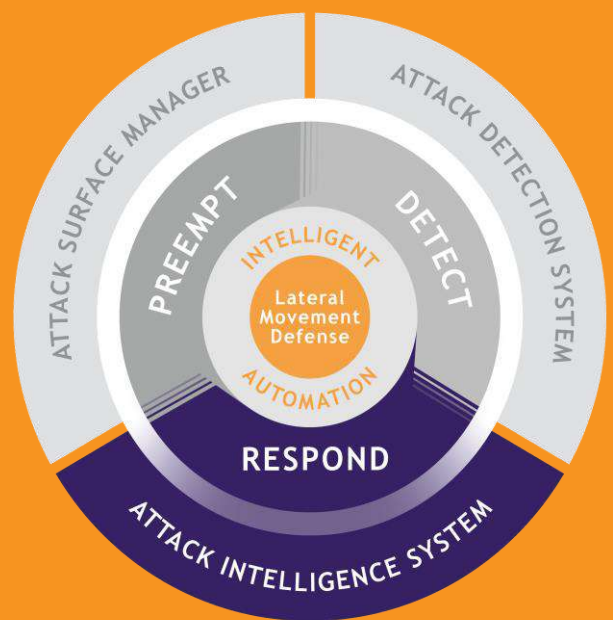 ATTACK SURFACE MANAGER
ATTACK DETECTION SYSTEM
PREEMPT
DETECT
INTELLIGENT
Lateral
Movement
Defense
AUTOMATION
RESPOND
ATTACK INTELLIGENCE SYSTEM